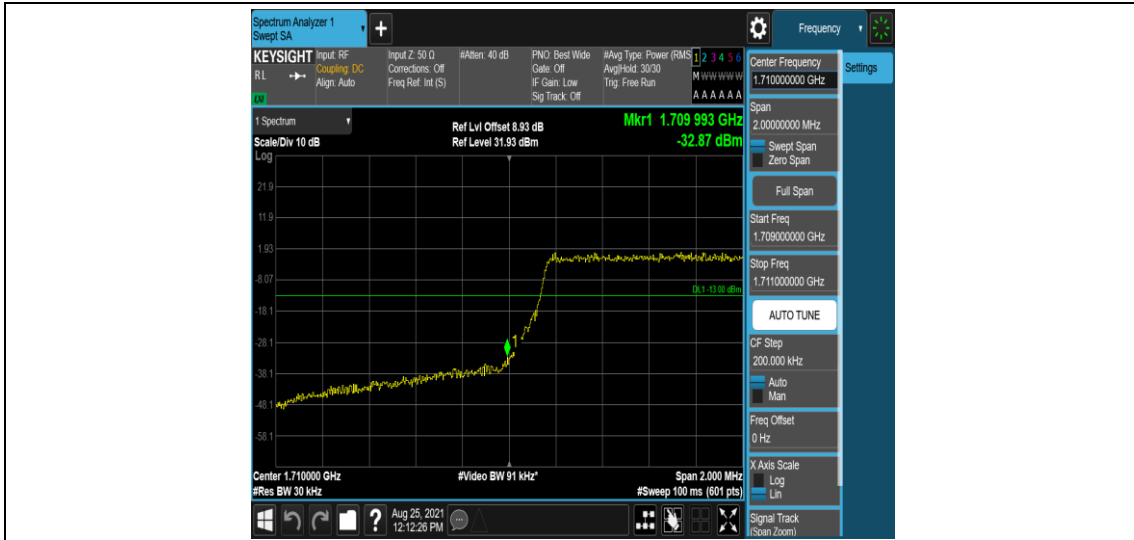 Spectrum Analyzer 1
Swept SA
Frequency
KEYSIGHT
Input: RF
Coupling: DC
Align: Auto
Input Z: 50 Ω
Corrections: Off
Freq Ref: Int (S)
#Atten: 40 dB
PNO: Best Wide
Gate: Off
IF Gain: Low
Sig Track: Off
#Avg Type: Power (RMS
Avg|Hold: 30/30
Trig: Free Run
1 2 3 4 5 6
M W W W W W
A A A A A A
RL
1 Spectrum
Scale/Div 10 dB
Ref Lvl Offset 8.93 dB
Ref Level 31.93 dBm
Mkr1 1.709 993 GHz
-32.87 dBm
Log
21.9
11.9
1.93
-8.07
DL1 -13.00 dBm
-18.1
-28.1
1
-38.1
-48.1
-58.1
Center 1.710000 GHz
#Res BW 30 kHz
#Video BW 91 kHz*
Span 2.000 MHz
#Sweep 100 ms (601 pts)
Center Frequency
1.710000000 GHz
Settings
Span
2.00000000 MHz
Swept Span
Zero Span
Full Span
Start Freq
1.709000000 GHz
Stop Freq
1.711000000 GHz
AUTO TUNE
CF Step
200.000 kHz
Auto
Man
Freq Offset
0 Hz
X Axis Scale
Log
Lin
Signal Track
(Span Zoom)
?
Aug 25, 2021
12:12:26 PM